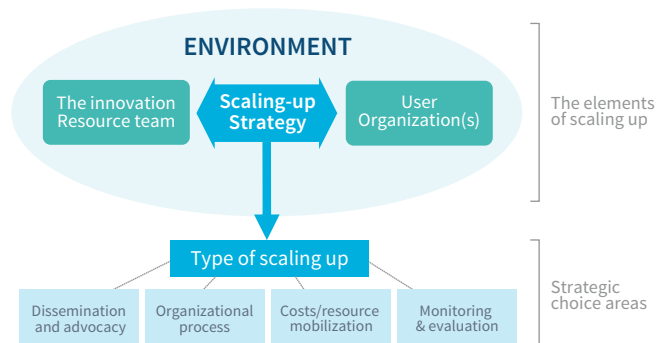 ENVIRONMENT
The innovation
Resource team
Scaling-up
Strategy
User
Organization(s)
The elements
of scaling up
Type of scaling up
Dissemination
and advocacy
Organizational
process
Costs/resource
mobilization
Monitoring
& evaluation
Strategic
choice areas